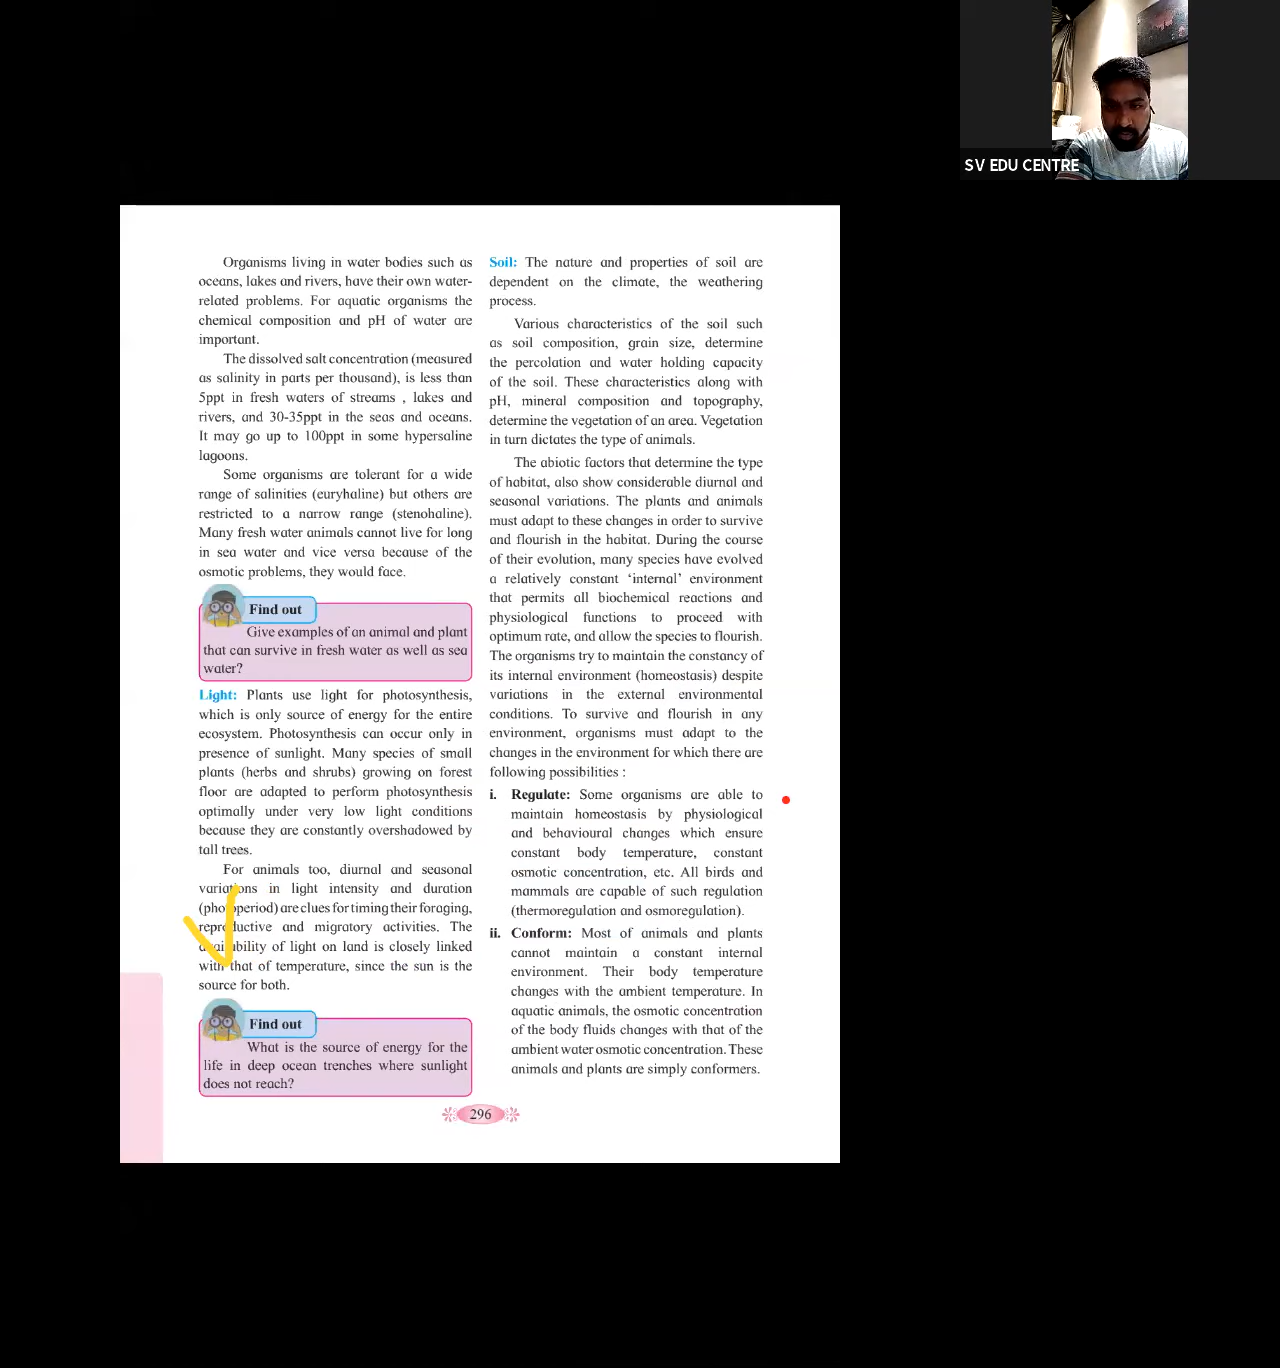 SV EDU CENTRE
Organisms living in water bodies such as
oceans, lakes and rivers, have their own water-
related problems. For aquatic organisms the
chemical composition and pH of water are
important.
The dissolved salt concentration (measured
as salinity in parts per thousand), is less than
5ppt in fresh waters of streams , lakes and
rivers, and 30-35ppt in the seas and oceans.
It may go up to 100ppt in some hypersaline
lagoons.
Some organisms are tolerant for a wide
range of salinities (euryhaline) but others are
restricted to a narrow range (stenohaline).
Many fresh water animals cannot live for long
in sea water and vice versa because of the
osmotic problems, they would face.
Find out
Give examples of an animal and plant
that can survive in fresh water as well as sea
water?
Light: Plants use light for photosynthesis,
which is only source of energy for the entire
ecosystem. Photosynthesis can occur only in
presence of sunlight. Many species of small
plants (herbs and shrubs) growing on forest
floor are adapted to perform photosynthesis
optimally under very low light conditions
because they are constantly overshadowed by
tall trees.
For animals too, diurnal and seasonal
variations in light intensity and duration
(photoperiod) are clues for timing their foraging,
reproductive and migratory activities. The
availability of light on land is closely linked
with that of temperature, since the sun is the
source for both.
Find out
What is the source of energy for the
life in deep ocean trenches where sunlight
does not reach?
Soil: The nature and properties of soil are
dependent on the climate, the weathering
process.
Various characteristics of the soil such
as soil composition, grain size, determine
the percolation and water holding capacity
of the soil. These characteristics along with
pH, mineral composition and topography,
determine the vegetation of an area. Vegetation
in turn dictates the type of animals.
The abiotic factors that determine the type
of habitat, also show considerable diurnal and
seasonal variations. The plants and animals
must adapt to these changes in order to survive
and flourish in the habitat. During the course
of their evolution, many species have evolved
a relatively constant ‘internal’ environment
that permits all biochemical reactions and
physiological functions to proceed with
optimum rate, and allow the species to flourish.
The organisms try to maintain the constancy of
its internal environment (homeostasis) despite
variations in the external environmental
conditions. To survive and flourish in any
environment, organisms must adapt to the
changes in the environment for which there are
following possibilities :
i. Regulate: Some organisms are able to
maintain homeostasis by physiological
and behavioural changes which ensure
constant body temperature, constant
osmotic concentration, etc. All birds and
mammals are capable of such regulation
(thermoregulation and osmoregulation).
ii. Conform: Most of animals and plants
cannot maintain a constant internal
environment. Their body temperature
changes with the ambient temperature. In
aquatic animals, the osmotic concentration
of the body fluids changes with that of the
ambient water osmotic concentration. These
animals and plants are simply conformers.
296